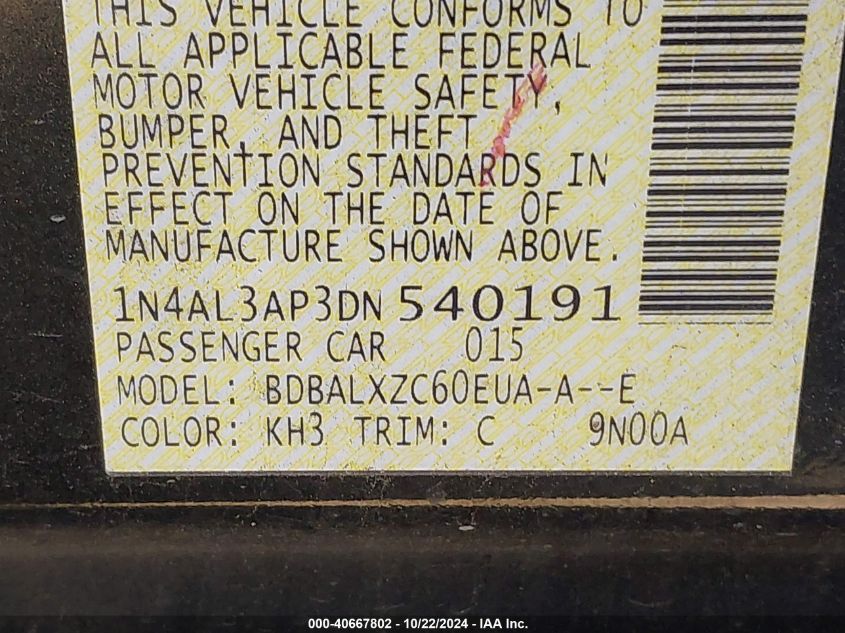 THIS VEHICLE CONFORMS TO
ALL APPLICABLE FEDERAL
MOTOR VEHICLE SAFETY,
BUMPER, AND THEFT
PREVENTION STANDARDS IN
EFFECT ON THE DATE OF
MANUFACTURE SHOWN ABOVE.
1N4AL3AP3DN 540191
PASSENGER CAR 015
MODEL: BDBALXZC60EUA-A--E
COLOR: KH3 TRIM: C 9N00A
000-40667802 - 10/22/2024 - IAA Inc.